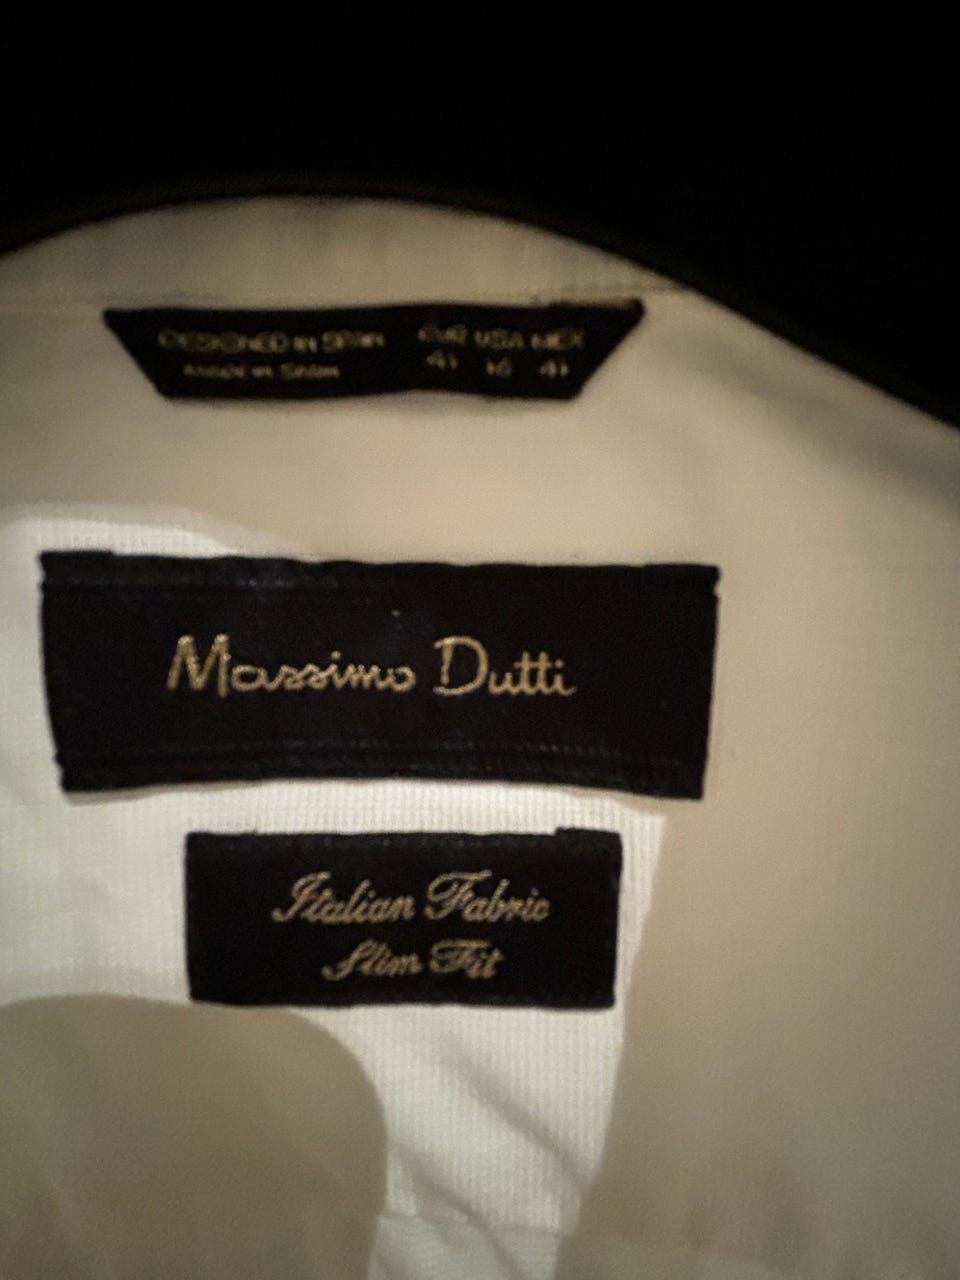 DESIGNED IN SPAIN
MADE IN SPAIN
EUR USA MEX
41 16 41
Massimo Dutti
Italian Fabric
Slim Fit